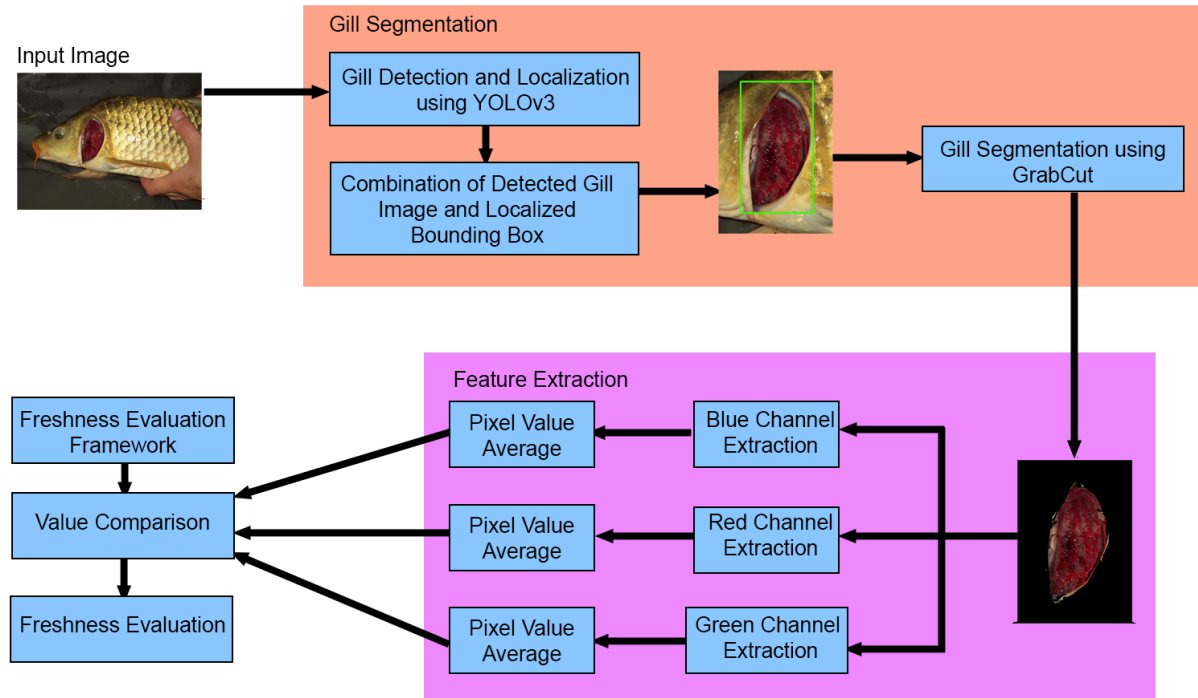 Gill Segmentation
Input Image
Gill Detection and Localization
using YOLOv3
Combination of Detected Gill
Image and Localized
Bounding Box
Gill Segmentation using
GrabCut
Feature Extraction
Blue Channel
Extraction
Pixel Value
Average
Red Channel
Extraction
Pixel Value
Average
Green Channel
Extraction
Pixel Value
Average
Freshness Evaluation
Framework
Value Comparison
Freshness Evaluation